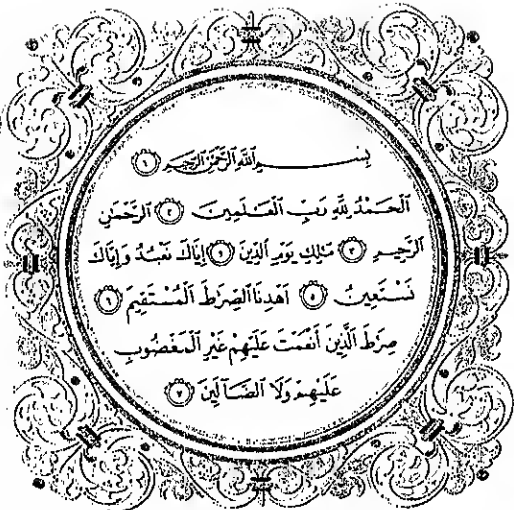 بِسْمِ اللَّهِ الرَّحْمَٰنِ الرَّحِيمِ ١
الْحَمْدُ لِلَّهِ رَبِّ الْعَالَمِينَ ٢ الرَّحْمَٰنِ
الرَّحِيمِ ٣ مَالِكِ يَوْمِ الدِّينِ ٤ إِيَّاكَ نَعْبُدُ وَإِيَّاكَ
نَسْتَعِينُ ٥ اهْدِنَا الصِّرَاطَ الْمُسْتَقِيمَ ٦
صِرَاطَ الَّذِينَ أَنْعَمْتَ عَلَيْهِمْ غَيْرِ الْمَغْضُوبِ
عَلَيْهِمْ وَلَا الضَّالِّينَ ٧